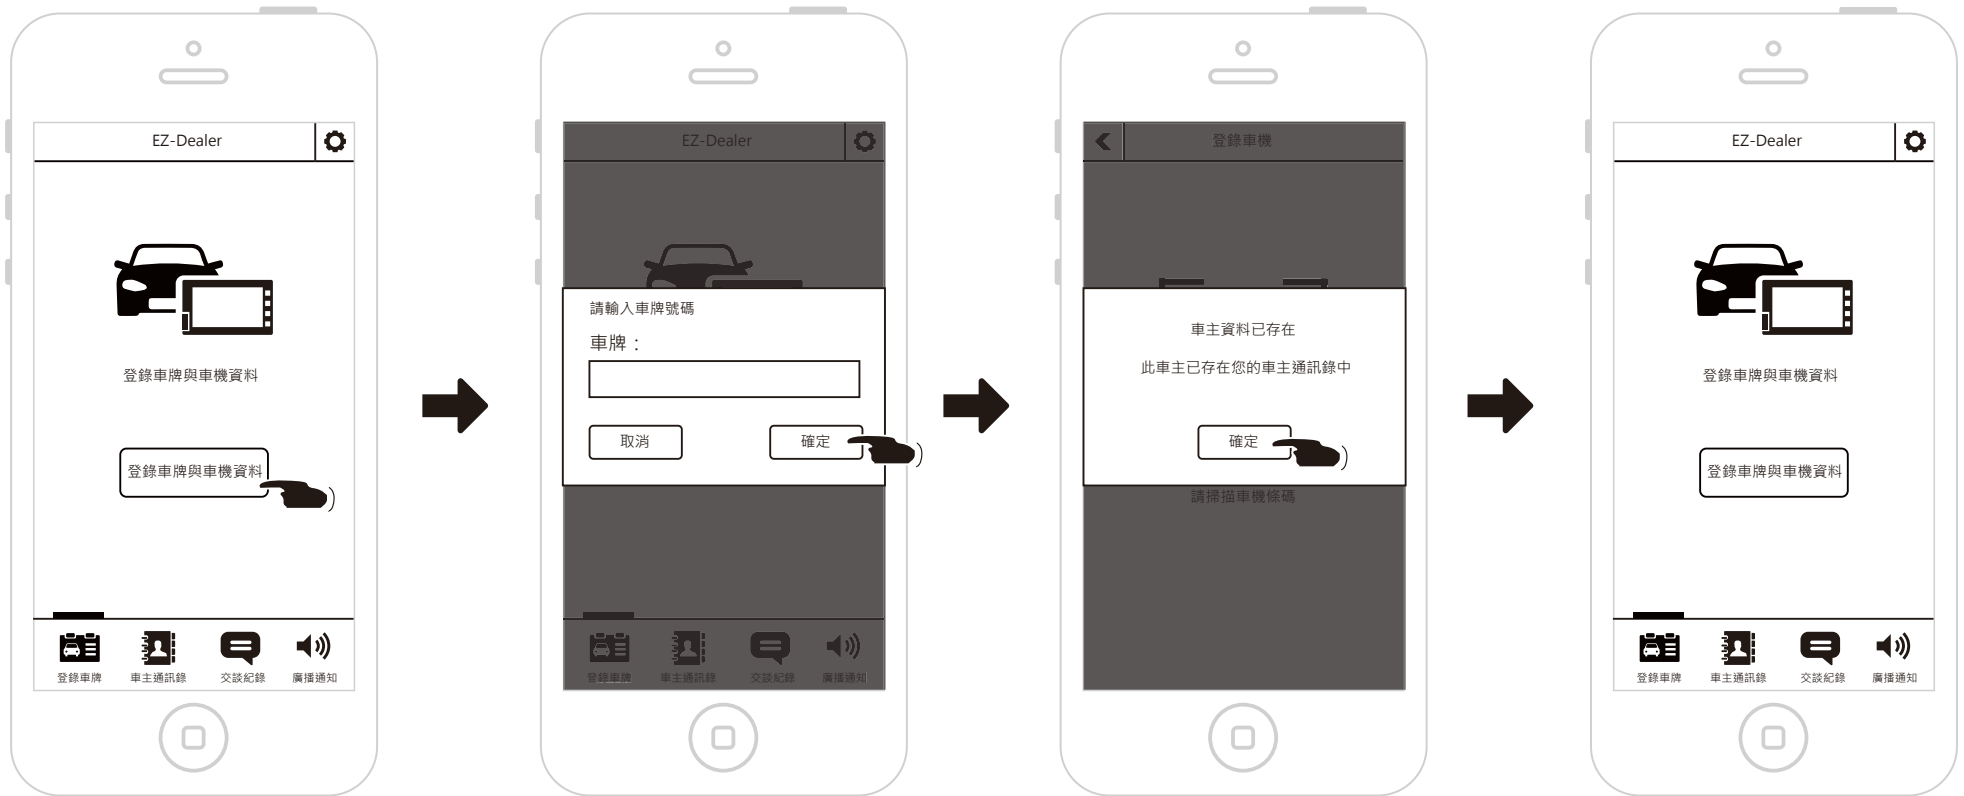 EZ-Dealer
登錄車牌與車機資料
登錄車牌與車機資料
登錄車牌
車主通訊錄
交談紀錄
廣播通知
EZ-Dealer
請輸入車牌號碼
車牌：
取消
確定
登錄車牌
車主通訊錄
交談紀錄
廣播通知
登錄車機
車主資料已存在
此車主已存在您的車主通訊錄中
確定
請掃描車機條碼
EZ-Dealer
登錄車牌與車機資料
登錄車牌與車機資料
登錄車牌
車主通訊錄
交談紀錄
廣播通知